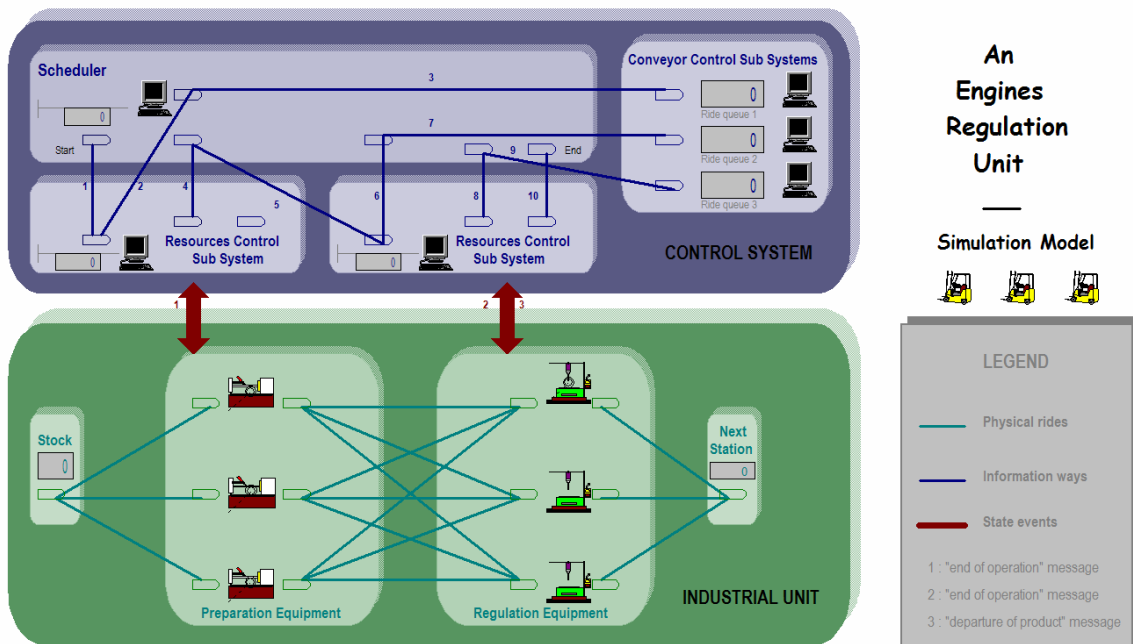 Scheduler
0
Start
3
7
9
End
1
2
4
5
6
8
10
Conveyor Control Sub Systems
0
Ride queue 1
0
Ride queue 2
0
Ride queue 3
0
Resources Control
Sub System
0
Resources Control
Sub System
CONTROL SYSTEM
1
2
3
Stock
0
Preparation Equipment
Regulation Equipment
Next
Station
0
INDUSTRIAL UNIT
An
Engines
Regulation
Unit
Simulation Model
LEGEND
Physical rides
Information ways
State events
1 : "end of operation" message
2 : "end of operation" message
3 : "departure of product" message